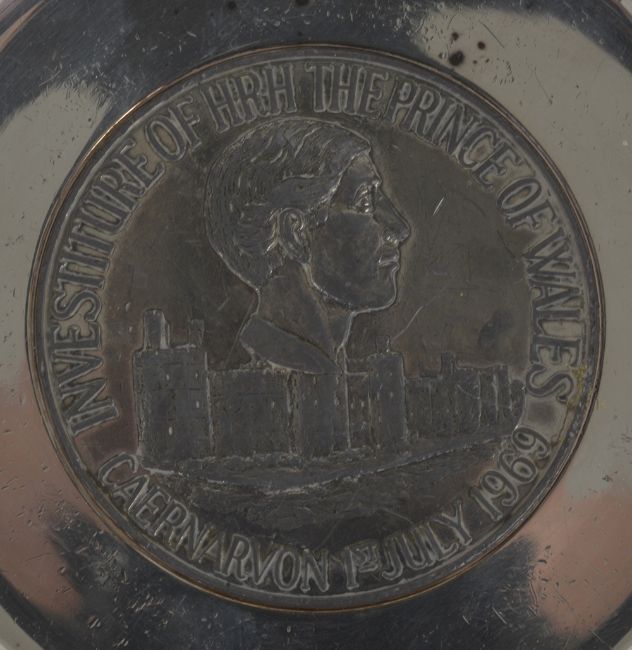 INVESTITURE OF HRH THE PRINCE OF WALES
CAERNARVON 1ST JULY 1969